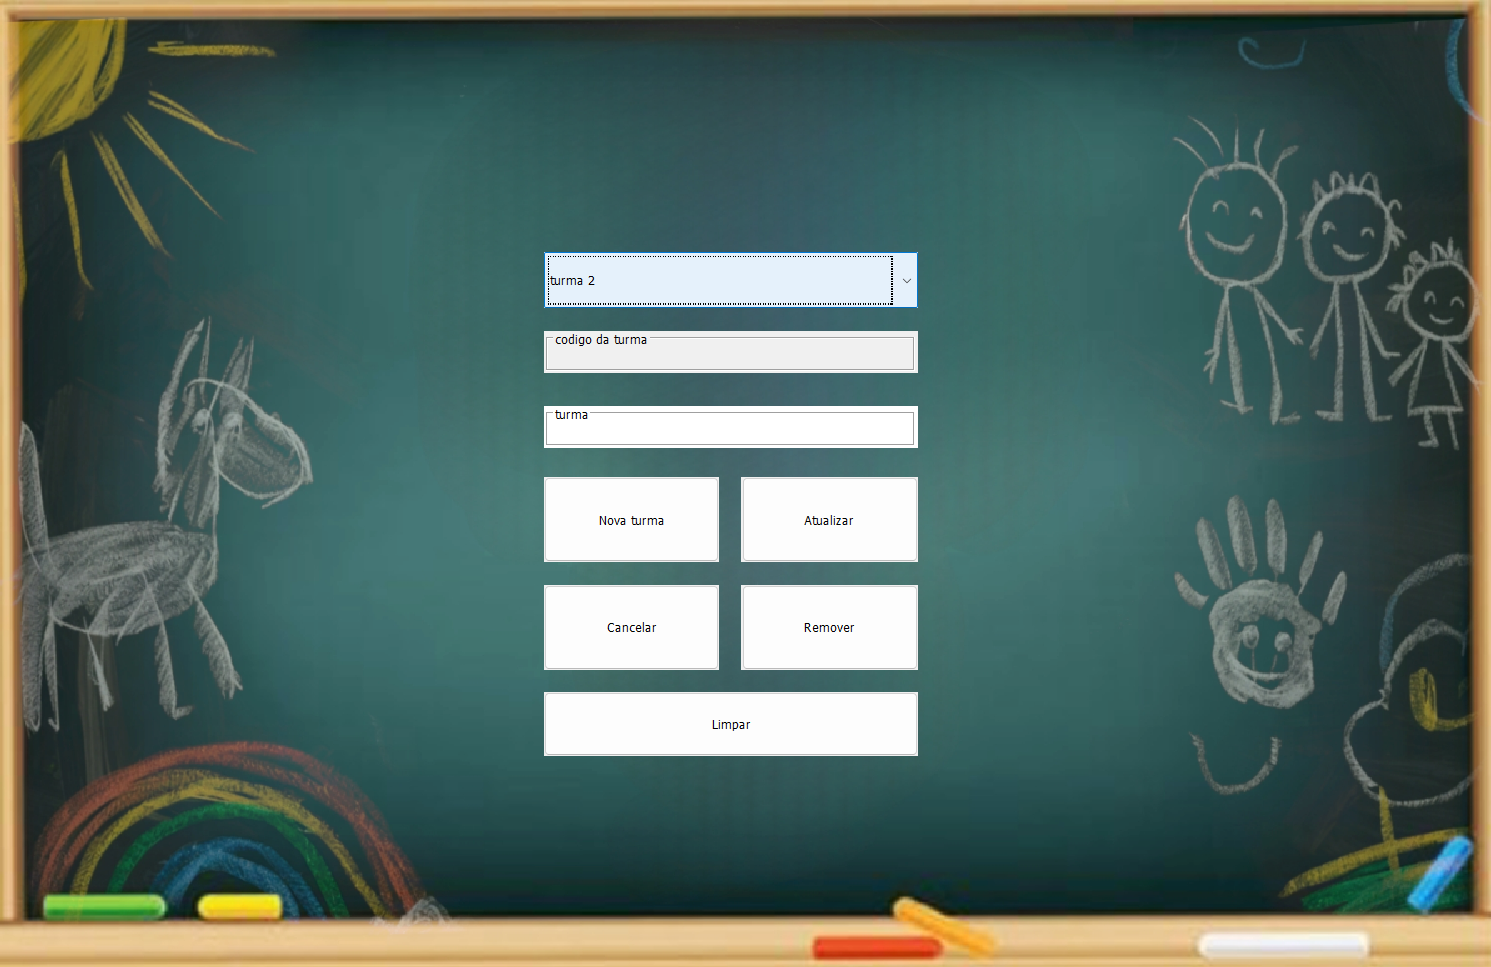 turma 2
codigo da turma
turma
Nova turma
Atualizar
Cancelar
Remover
Limpar